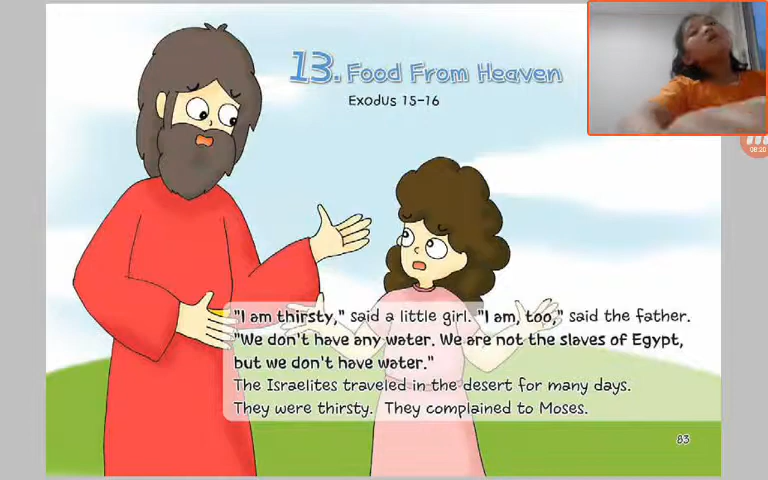 13. Food From Heaven
Exodus 15-16
"I am thirsty," said a little girl. "I am, too," said the father.
"We don't have any water. We are not the slaves of Egypt,
but we don't have water."
The Israelites traveled in the desert for many days.
They were thirsty. They complained to Moses.
83